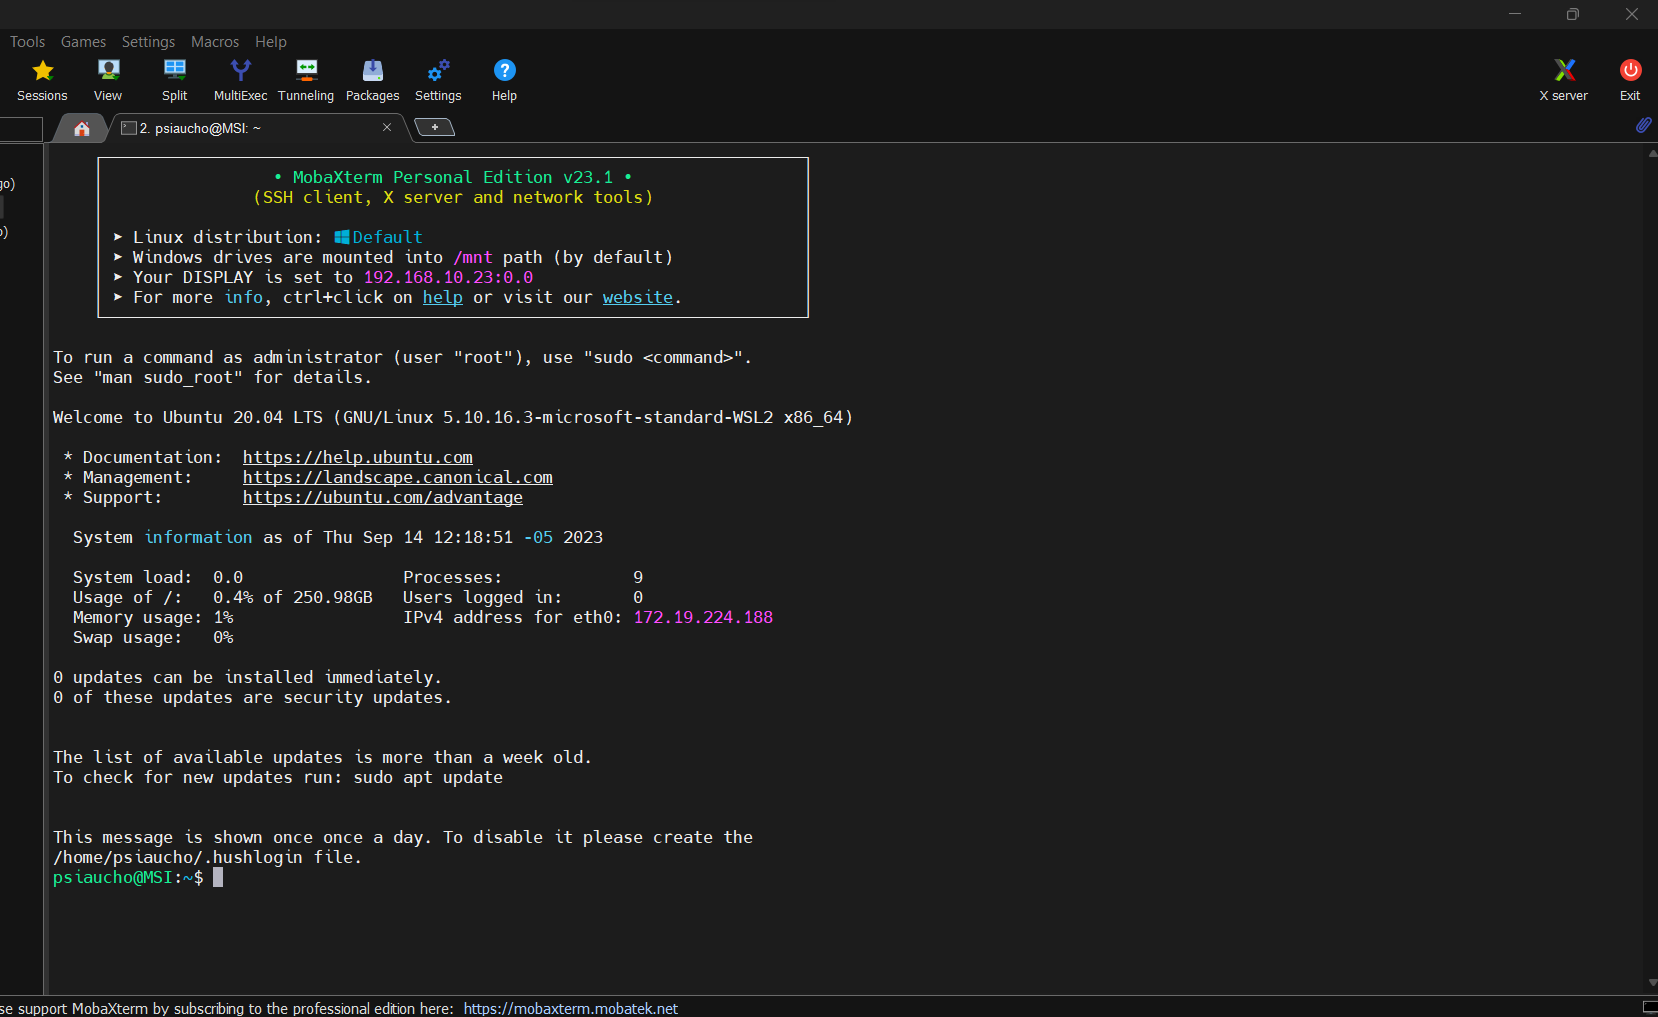 Tools Games Settings Macros Help
Sessions View Split MultiExec Tunneling Packages Settings Help X server Exit
2. psiaucho@MSI: ~
• MobaXterm Personal Edition v23.1 •
(SSH client, X server and network tools)
➤ Linux distribution: Default
➤ Windows drives are mounted into /mnt path (by default)
➤ Your DISPLAY is set to 192.168.10.23:0.0
➤ For more info, ctrl+click on help or visit our website.
To run a command as administrator (user "root"), use "sudo <command>".
See "man sudo_root" for details.
Welcome to Ubuntu 20.04 LTS (GNU/Linux 5.10.16.3-microsoft-standard-WSL2 x86_64)
* Documentation: https://help.ubuntu.com
* Management: https://landscape.canonical.com
* Support: https://ubuntu.com/advantage
System information as of Thu Sep 14 12:18:51 -05 2023
System load: 0.0 Processes: 9
Usage of /: 0.4% of 250.98GB Users logged in: 0
Memory usage: 1% IPv4 address for eth0: 172.19.224.188
Swap usage: 0%
0 updates can be installed immediately.
0 of these updates are security updates.
The list of available updates is more than a week old.
To check for new updates run: sudo apt update
This message is shown once once a day. To disable it please create the
/home/psiaucho/.hushlogin file.
psiaucho@MSI:~$
se support MobaXterm by subscribing to the professional edition here: https://mobaxterm.mobatek.net